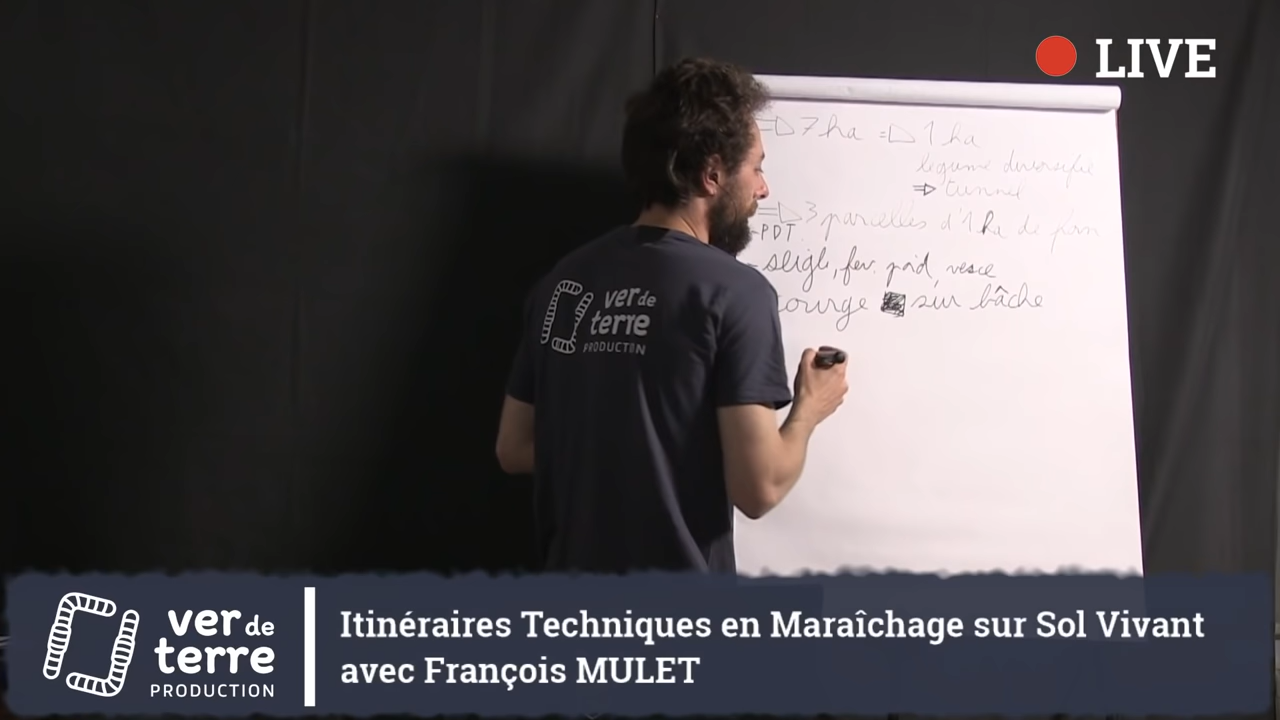 LIVE
⇒ 7 ha ⇒ 1 ha
légume diversifié
⇒ tunnel
⇒ 3 parcelles d'1 ha de
-PDT.
- seigle, fev. poid, vesce
courge sur bâche
ver de
terre
PRODUCTION
ver de
terre
PRODUCTION
Itinéraires Techniques en Maraîchage sur Sol Vivant
avec François MULET